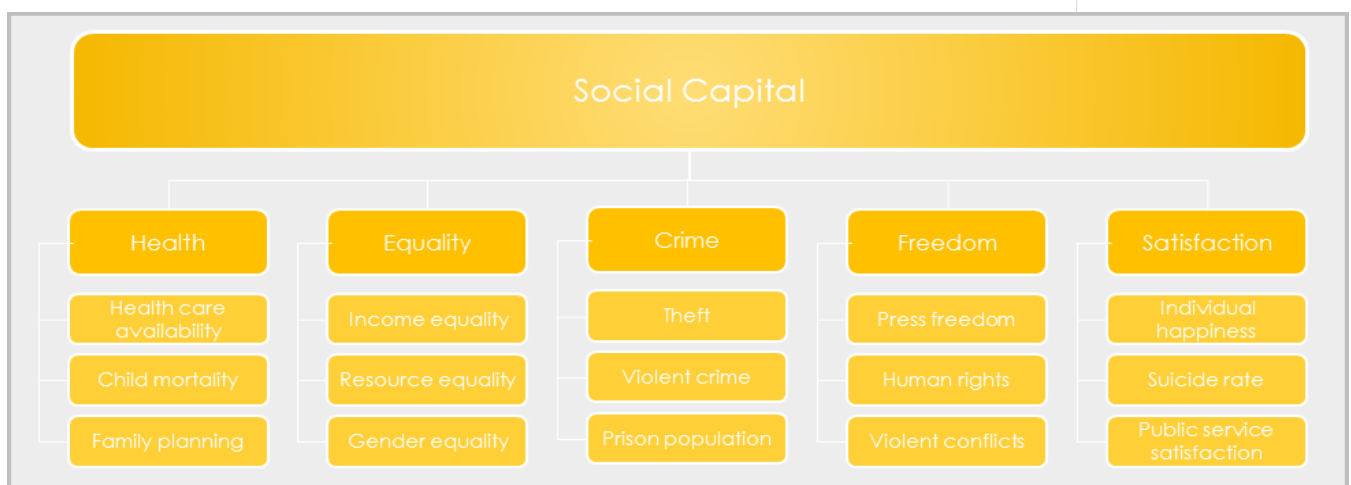 Social Capital
Health
Equality
Crime
Freedom
Satisfaction
Health care
availability
Child mortality
Family planning
Income equality
Resource equality
Gender equality
Theft
Violent crime
Prison population
Press freedom
Human rights
Violent conflicts
Individual
happiness
Suicide rate
Public service
satisfaction